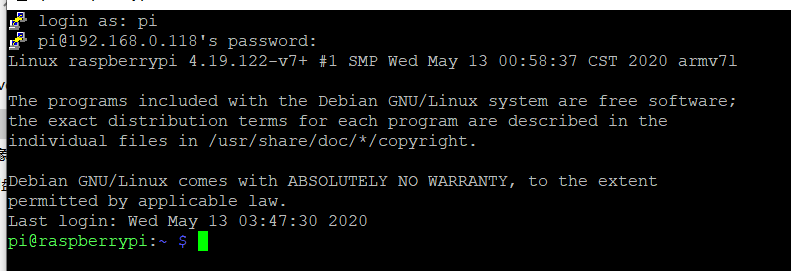 login as: pi
pi@192.168.0.118's password:
Linux raspberrypi 4.19.122-v7+ #1 SMP Wed May 13 00:58:37 CST 2020 armv7l
The programs included with the Debian GNU/Linux system are free software;
the exact distribution terms for each program are described in the
individual files in /usr/share/doc/*/copyright.
Debian GNU/Linux comes with ABSOLUTELY NO WARRANTY, to the extent
permitted by applicable law.
Last login: Wed May 13 03:47:30 2020
pi@raspberrypi:~ $